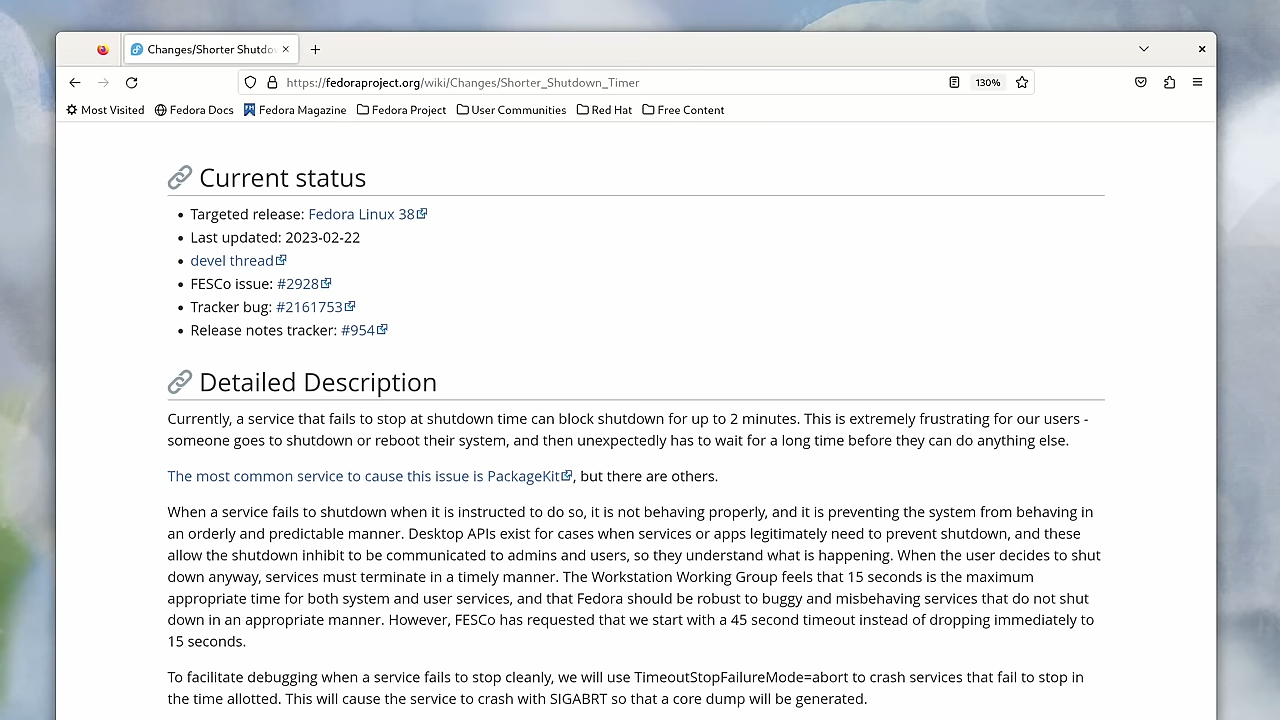 Changes/Shorter Shutdo
https://fedoraproject.org/wiki/Changes/Shorter_Shutdown_Timer 130%
Most Visited Fedora Docs Fedora Magazine Fedora Project User Communities Red Hat Free Content
Current status
• Targeted release: Fedora Linux 38
• Last updated: 2023-02-22
• devel thread
• FESCo issue: #2928
• Tracker bug: #2161753
• Release notes tracker: #954
Detailed Description
Currently, a service that fails to stop at shutdown time can block shutdown for up to 2 minutes. This is extremely frustrating for our users -
someone goes to shutdown or reboot their system, and then unexpectedly has to wait for a long time before they can do anything else.
The most common service to cause this issue is PackageKit, but there are others.
When a service fails to shutdown when it is instructed to do so, it is not behaving properly, and it is preventing the system from behaving in
an orderly and predictable manner. Desktop APIs exist for cases when services or apps legitimately need to prevent shutdown, and these
allow the shutdown inhibit to be communicated to admins and users, so they understand what is happening. When the user decides to shut
down anyway, services must terminate in a timely manner. The Workstation Working Group feels that 15 seconds is the maximum
appropriate time for both system and user services, and that Fedora should be robust to buggy and misbehaving services that do not shut
down in an appropriate manner. However, FESCo has requested that we start with a 45 second timeout instead of dropping immediately to
15 seconds.
To facilitate debugging when a service fails to stop cleanly, we will use TimeoutStopFailureMode=abort to crash services that fail to stop in
the time allotted. This will cause the service to crash with SIGABRT so that a core dump will be generated.